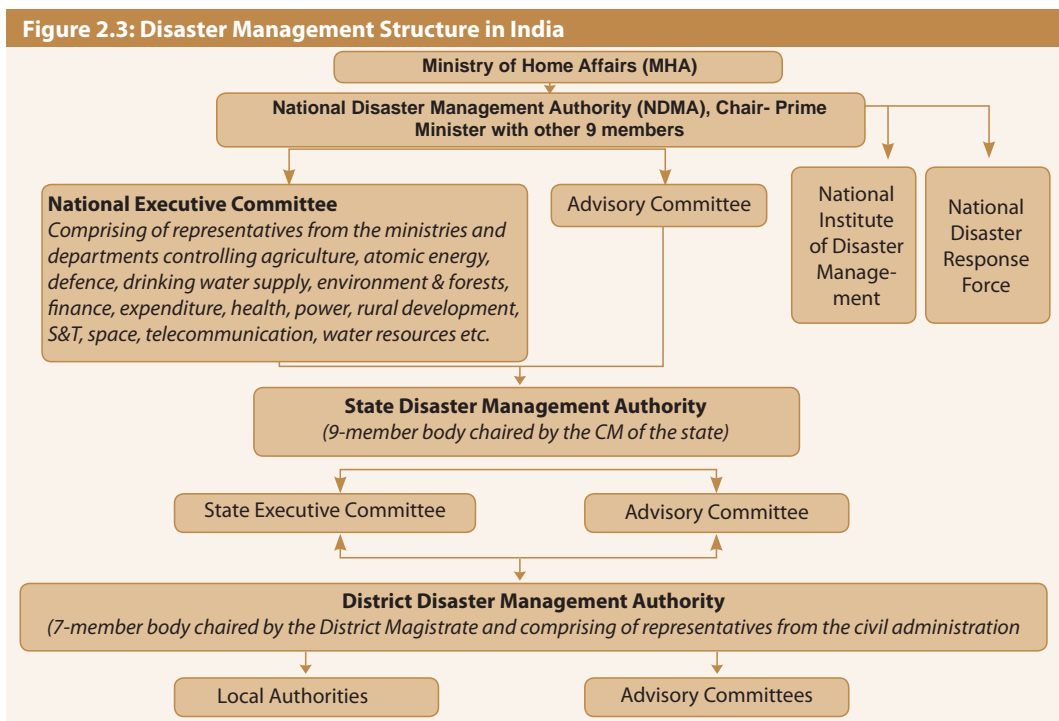 Figure 2.3: Disaster Management Structure in India
Ministry of Home Affairs (MHA)
National Disaster Management Authority (NDMA), Chair- Prime
Minister with other 9 members
National Executive Committee
Comprising of representatives from the ministries and
departments controlling agriculture, atomic energy,
defence, drinking water supply, environment & forests,
finance, expenditure, health, power, rural development,
S&T, space, telecommunication, water resources etc.
Advisory Committee
National
Institute
of Disaster
Manage-
ment
National
Disaster
Response
Force
State Disaster Management Authority
(9-member body chaired by the CM of the state)
State Executive Committee
Advisory Committee
District Disaster Management Authority
(7-member body chaired by the District Magistrate and comprising of representatives from the civil administration
Local Authorities
Advisory Committees